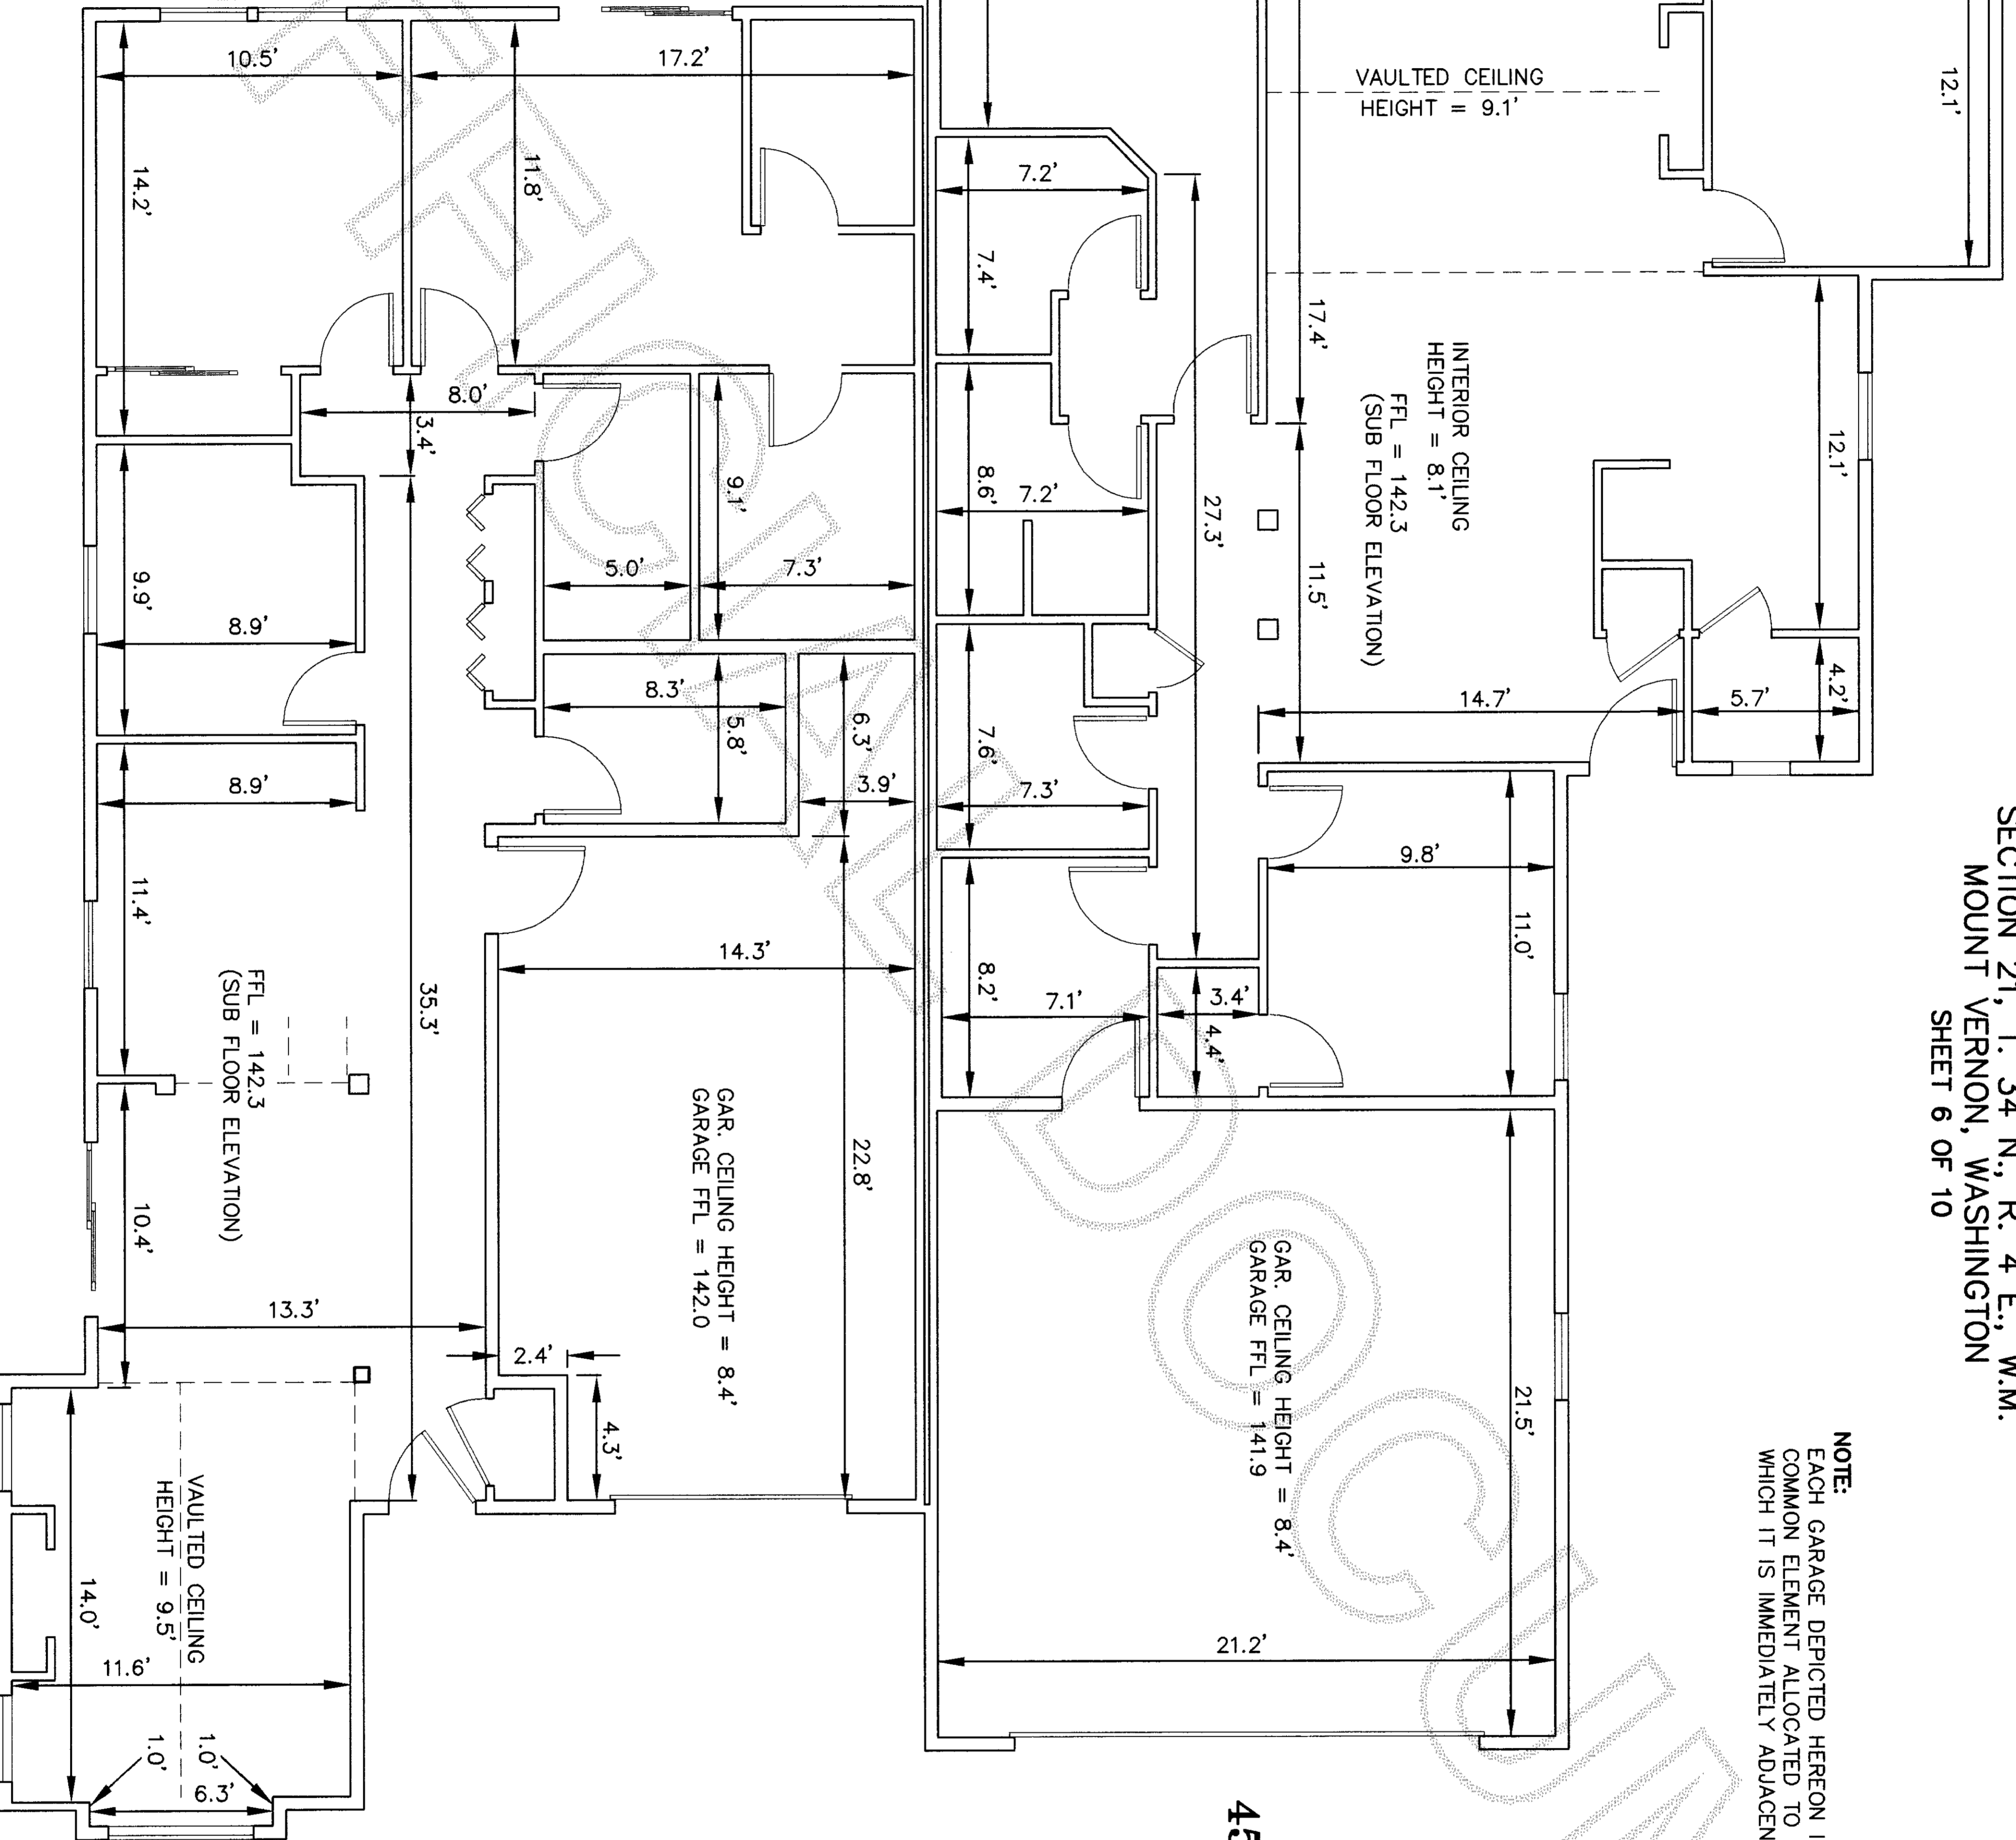 SECTION 21, T. 34 N., R. 4 E., W.M.
MOUNT VERNON, WASHINGTON
SHEET 6 OF 10
NOTE:
EACH GARAGE DEPICTED HEREON
COMMON ELEMENT ALLOCATED TO
WHICH IT IS IMMEDIATELY
VAULTED CEILING
HEIGHT = 9.1'
12.1'
10.5'
17.2'
14.2'
11.8'
7.2'
7.4'
17.4'
INTERIOR CEILING
HEIGHT = 8.1'
FFL = 142.3
(SUB FLOOR ELEVATION)
12.1'
8.0'
3.4'
9.1'
8.6'
7.2'
27.3'
11.5'
5.0'
7.3'
9.9'
8.9'
8.3'
5.8'
6.3'
3.9'
7.6'
7.3'
14.7'
5.7'
4.2'
8.9'
11.4'
9.8'
11.0'
14.3'
8.2'
7.1'
3.4'
4.4'
35.3'
FFL = 142.3
(SUB FLOOR ELEVATION)
10.4'
GAR. CEILING HEIGHT = 8.4'
GARAGE FFL = 142.0
22.8'
GAR. CEILING HEIGHT = 8.4'
GARAGE FFL = 141.9
21.5'
13.3'
2.4'
4.3'
VAULTED CEILING
HEIGHT = 9.5'
14.0'
11.6'
21.2'
1.0'
1.0'
6.3'
45
DOCUM